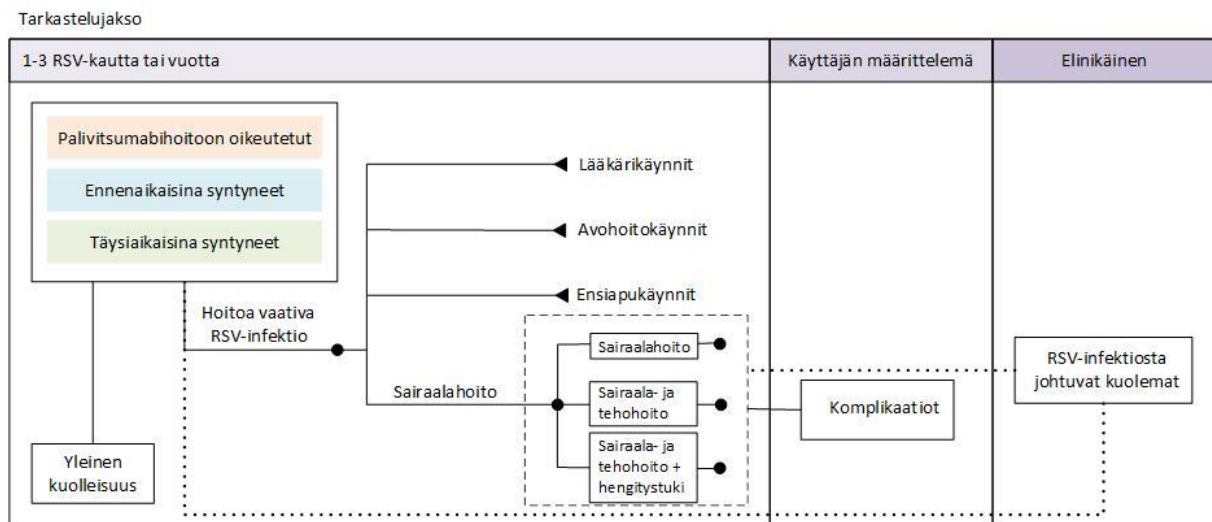 Tarkastelujakso
1-3 RSV-kautta tai vuotta
Käyttäjän määrittelemä
Elinikäinen
Palivitsumabihoitoon oikeutetut
Ennenaikaisina syntyneet
Täysiaikaisina syntyneet
Lääkärikäynnit
Avohoitokäynnit
Ensiapukäynnit
Hoitoa vaativa
RSV-infektio
Sairaalahoito
Sairaalahoito
Sairaala- ja
tehohoito
Sairaala- ja
tehohoito +
hengitystuki
Komplikaatiot
RSV-infektiosta
johtuvat kuolemat
Yleinen
kuolleisuus